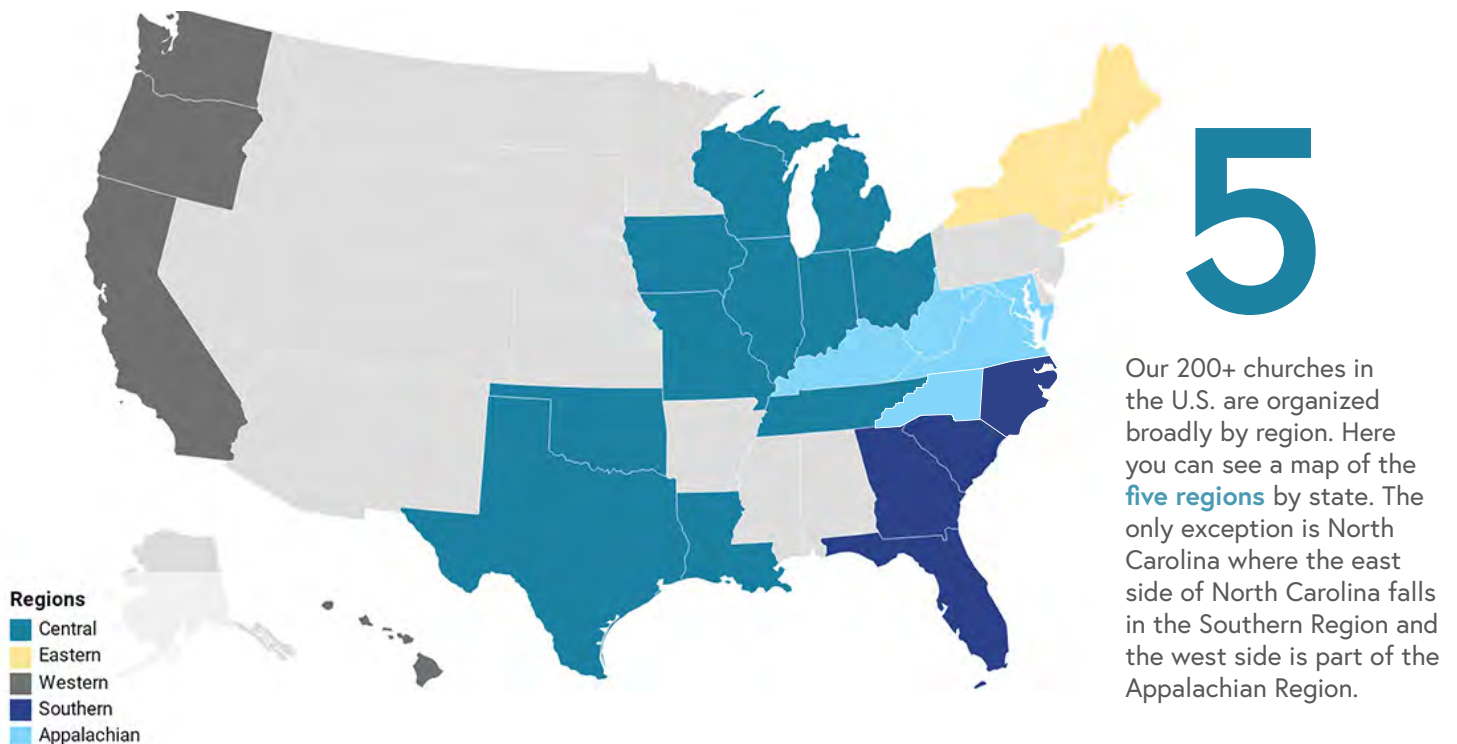 5
Our 200+ churches in
the U.S. are organized
broadly by region. Here
you can see a map of the
five regions by state. The
only exception is North
Carolina where the east
side of North Carolina falls
in the Southern Region and
the west side is part of the
Appalachian Region.
Regions
Central
Eastern
Western
Southern
Appalachian